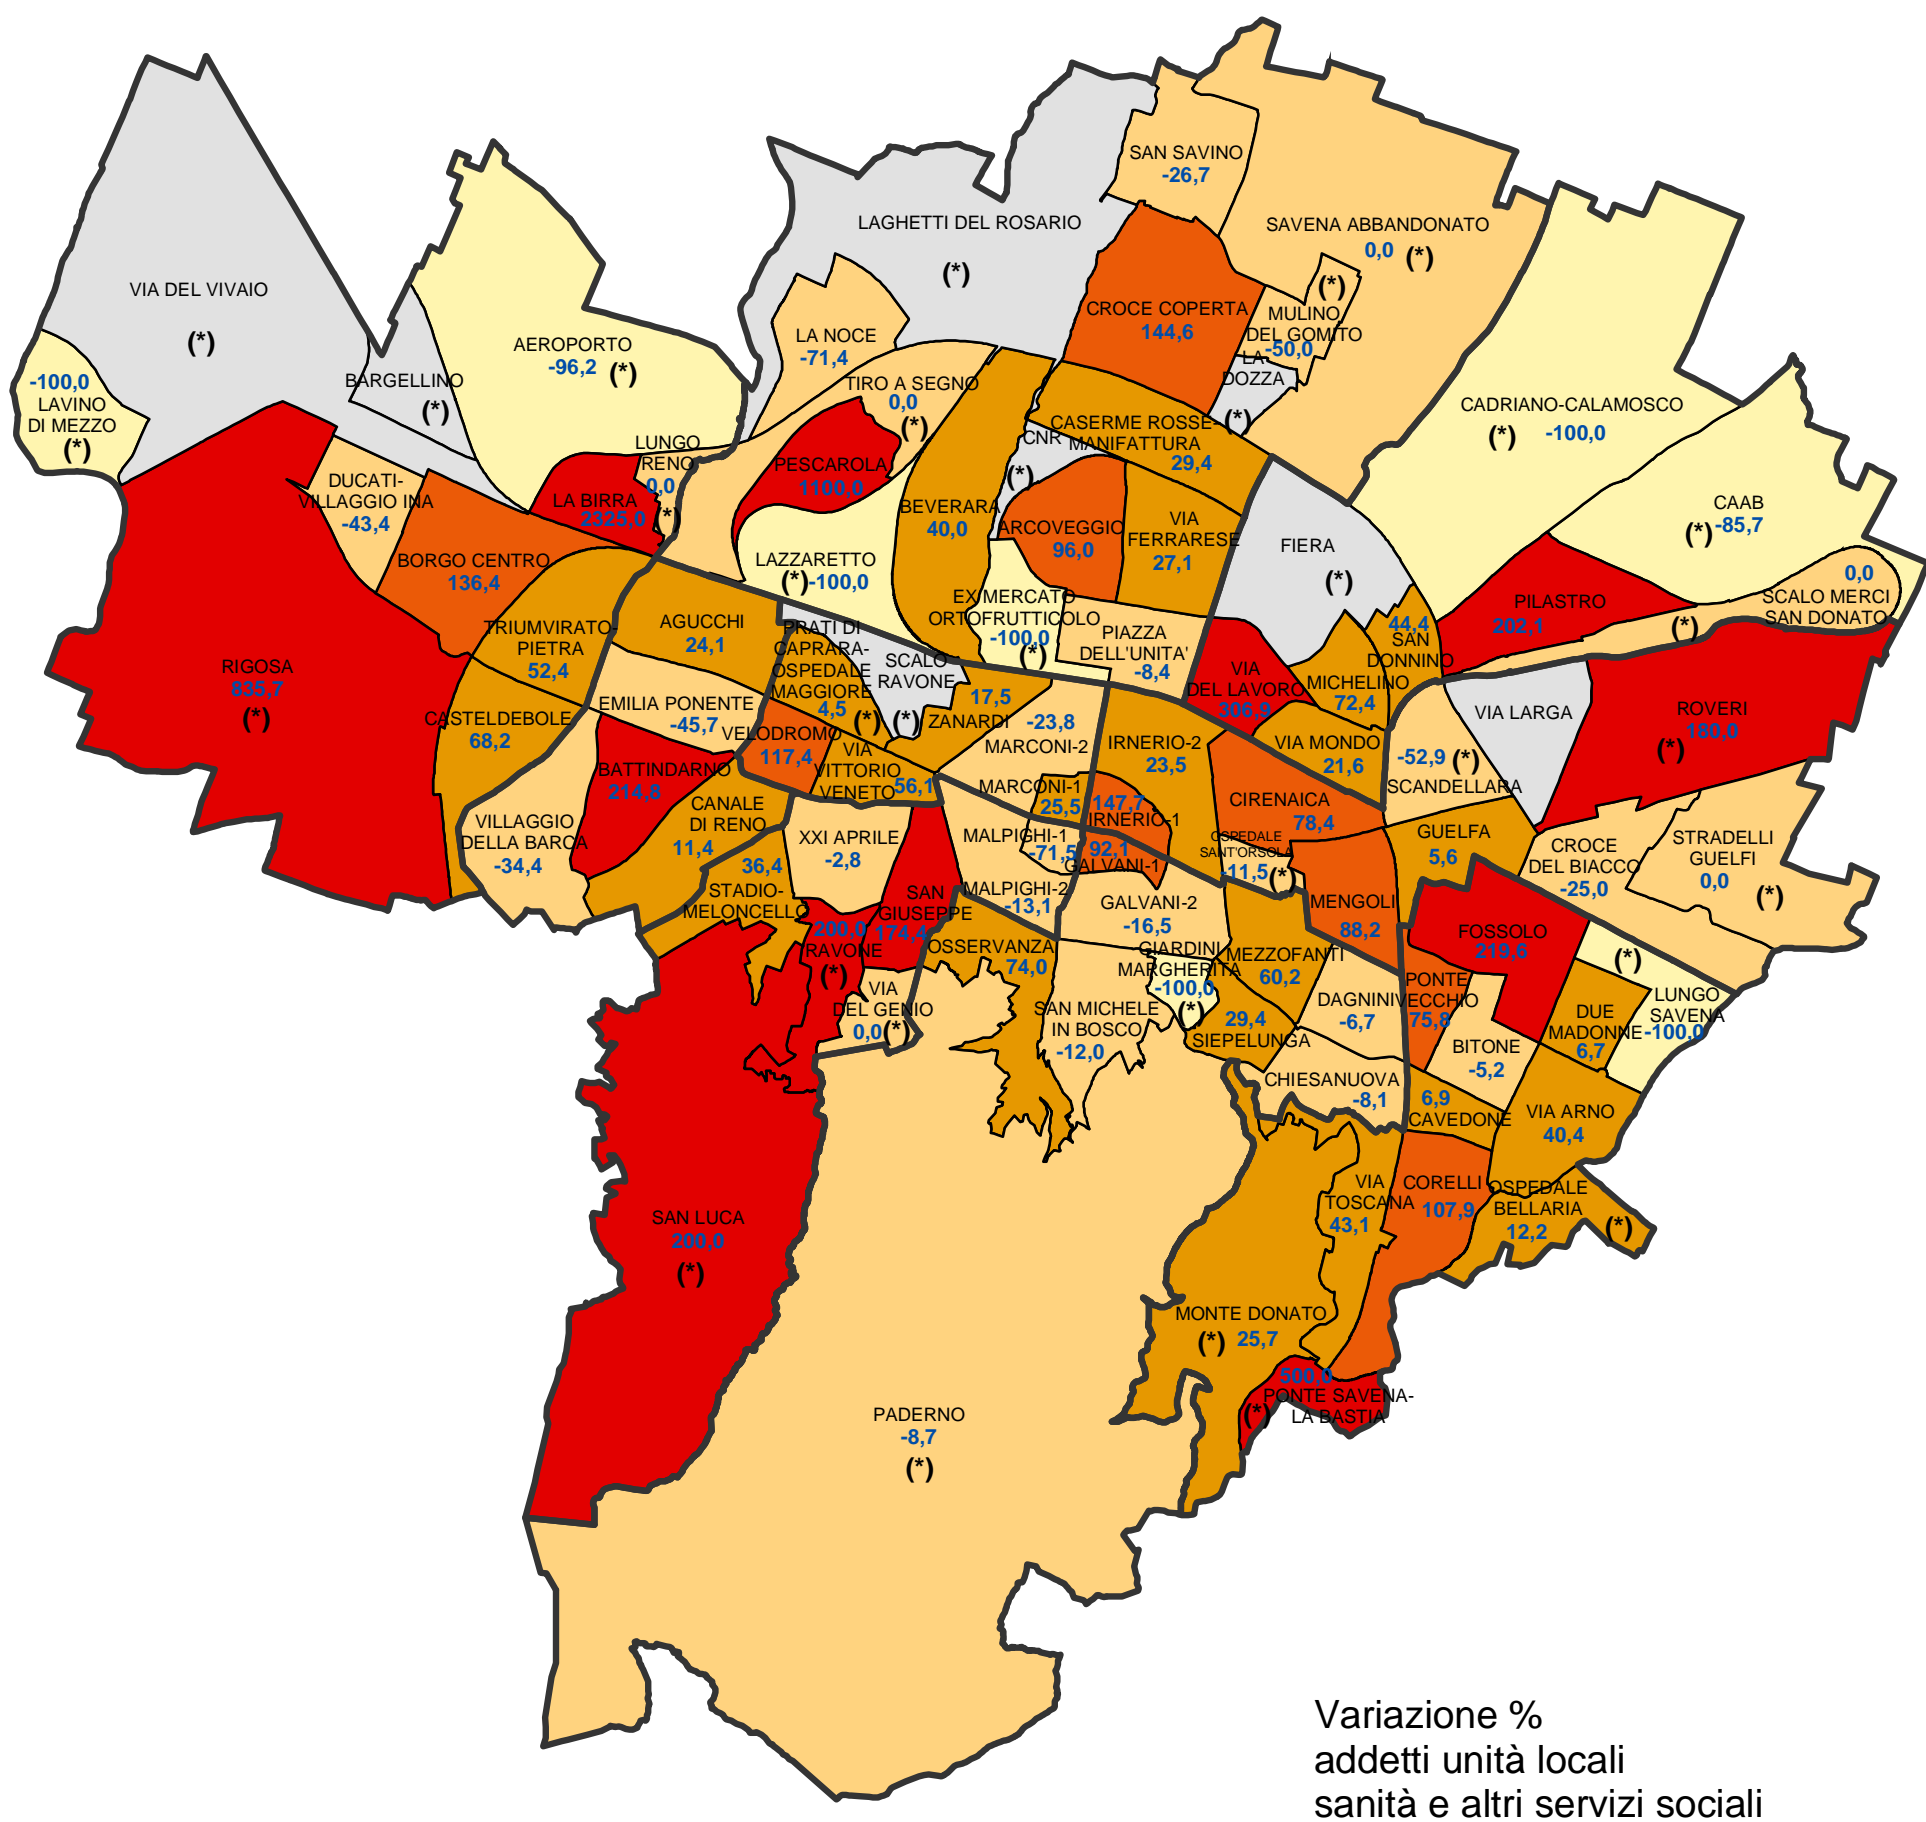 SAN SAVINO
-26,7
SAVENA ABBANDONATO
0,0 (*)
LAGHETTI DEL ROSARIO
(*)
VIA DEL VIVAIO
(*)
-100,0
LAVINO
DI MEZZO
(*)
BARGELLINO
(*)
AEROPORTO
-96,2 (*)
LA NOCE
-71,4
TIRO A SEGNO
0,0
(*)
CROCE COPERTA
144,6
(*)
MULINO
DEL GOMITO
-50,0
LA
DOZZA
(*)
CADRIANO-CALAMOSCO
(*) -100,0
CASERME ROSSE-
MANIFATTURA
29,4
CNR
(*)
LUNGO
RENO
0,0
(*)
DUCATI-
VILLAGGIO INA
-43,4
LA BIRRA
2325,0
PESCAROLA
1100,0
BEVERARA
40,0
ARCOVEGGIO
96,0
VIA
FERRARESE
27,1
FIERA
(*)
CAAB
(*) -85,7
BORGO CENTRO
136,4
LAZZARETTO
(*) -100,0
EX MERCATO
ORTOFRUTTICOLO
-100,0
(*)
PILASTRO
202,1
0,0
SCALO MERCI
SAN DONATO
(*)
TRIUMVIRATO-
PIETRA
52,4
AGUCCHI
24,1
PRATI DI
CAPRARA-
OSPEDALE
MAGGIORE
4,5 (*)
SCALO
RAVONE
(*)
PIAZZA
DELL'UNITA'
-8,4
44,4
SAN
DONNINO
RIGOSA
835,7
(*)
VIA
DEL LAVORO
306,9
MICHELINO
72,4
VIA LARGA
ROVERI
180,0
(*)
CASTELDEBOLE
68,2
EMILIA PONENTE
-45,7
VELODROMO
117,4
17,5
ZANARDI
-23,8
MARCONI-2
IRNERIO-2
23,5
VIA MONDO
21,6
-52,9 (*)
SCANDELLARA
BATTINDARNO
214,8
VIA
VITTORIO
VENETO
56,1
MARCONI-1
25,5
147,7
IRNERIO-1
CIRENAICA
78,4
CANALE
DI RENO
11,4
VILLAGGIO
DELLA BARCA
-34,4
XXI APRILE
-2,8
MALPIGHI-1
-71,5
92,1
GALVANI-1
OSPEDALE
SANT'ORSOLA
-11,5 (*)
GUELFA
5,6
CROCE
DEL BIACCO
-25,0
STRADELLI
GUELFI
0,0
(*)
36,4
STADIO-
MELONCELLO
SAN
GIUSEPPE
174,4
MALPIGHI-2
-13,1
GALVANI-2
-16,5
MENGOLI
88,2
FOSSOLO
219,6
200,0
RAVONE
(*)
OSSERVANZA
74,0
GIARDINI
MARGHERITA
-100,0
(*)
MEZZOFANTI
60,2
(*)
LUNGO
SAVENA
-100,0
VIA
DEL GENIO
0,0 (*)
SAN MICHELE
IN BOSCO
-12,0
29,4
SIEPELUNGA
DAGNINI
-6,7
PONTE
VECCHIO
75,8
DUE
MADONNE
6,7
BITONE
-5,2
CHIESANUOVA
-8,1
6,9
CAVEDONE
VIA ARNO
40,4
SAN LUCA
200,0
(*)
VIA
TOSCANA
43,1
CORELLI
107,9
OSPEDALE
BELLARIA
12,2
(*)
MONTE DONATO
(*) 25,7
500,0
PONTE SAVENA-
LA BASTIA
(*)
PADERNO
-8,7
(*)
Variazione %
addetti unità locali
sanità e altri servizi sociali